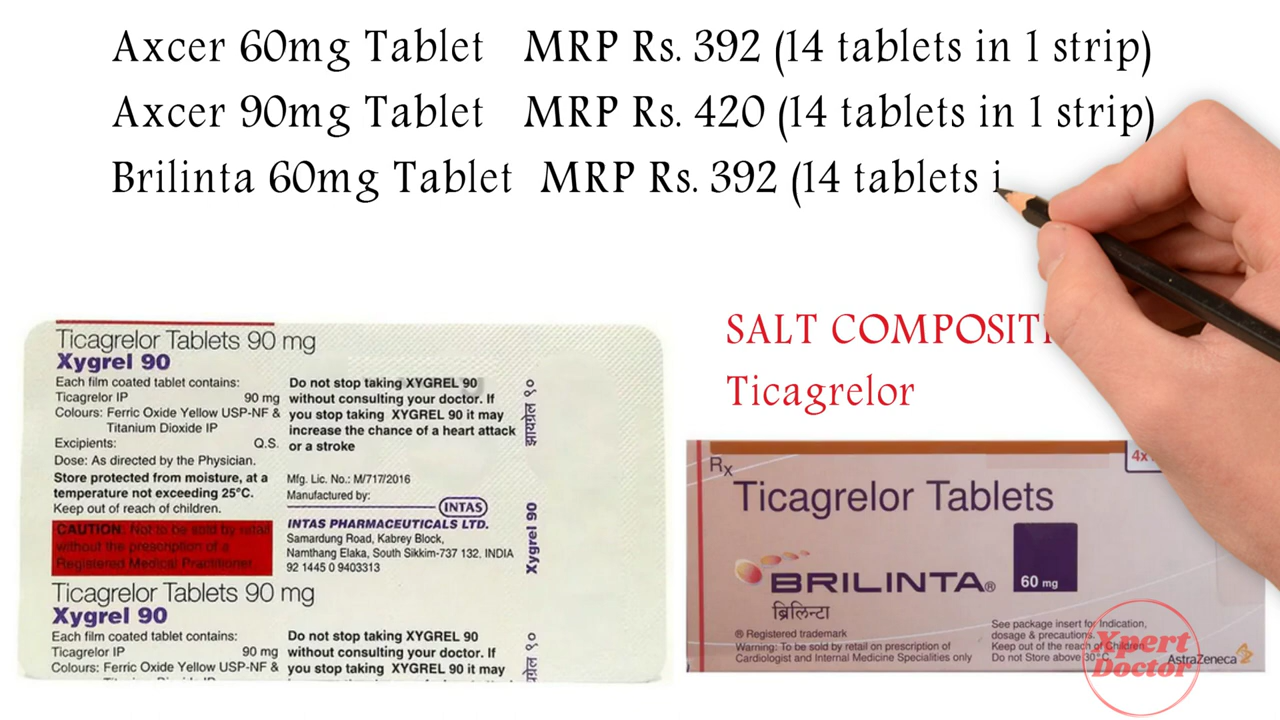 Axcer 60mg Tablet MRP Rs. 392 (14 tablets in 1 strip)
Axcer 90mg Tablet MRP Rs. 420 (14 tablets in 1 strip)
Brilinta 60mg Tablet MRP Rs. 392 (14 tablets i
SALT COMPOSITI
Ticagrelor
Ticagrelor Tablets 90 mg
Xygrel 90
Each film coated tablet contains:
Ticagrelor IP 90 mg
Colours: Ferric Oxide Yellow USP-NF &
Titanium Dioxide IP
Excipients: Q.S.
Dose: As directed by the Physician.
Store protected from moisture, at a
temperature not exceeding 25°C.
Keep out of reach of children.
CAUTION: Not to be sold by retail
without the prescription of a
Registered Medical Practitioner.
Do not stop taking XYGREL 90
without consulting your doctor. If
you stop taking XYGREL 90 it may
increase the chance of a heart attack
or a stroke
Mfg. Lic. No.: M/717/2016
Manufactured by:
INTAS
INTAS PHARMACEUTICALS LTD.
Samardung Road, Kabrey Block,
Namthang Elaka, South Sikkim-737 132, INDIA
92 1445 0 9403313
झायग्रेल ९०
Xygrel 90
Ticagrelor Tablets 90 mg
Xygrel 90
Each film coated tablet contains:
Ticagrelor IP 90 mg
Colours: Ferric Oxide Yellow USP-NF &
Do not stop taking XYGREL 90
without consulting your doctor. If
you stop taking XYGREL 90 it may
Rx
4x
Ticagrelor Tablets
BRILINTA®
60 mg
ब्रिलिन्टा
® Registered trademark
Warning: To be sold by retail on prescription of
Cardiologist and Internal Medicine Specialities only
See package insert for Indication,
dosage & precautions.
Keep out of the reach of Children
Do not Store above 30°C
AstraZeneca
Xpert
Doctor